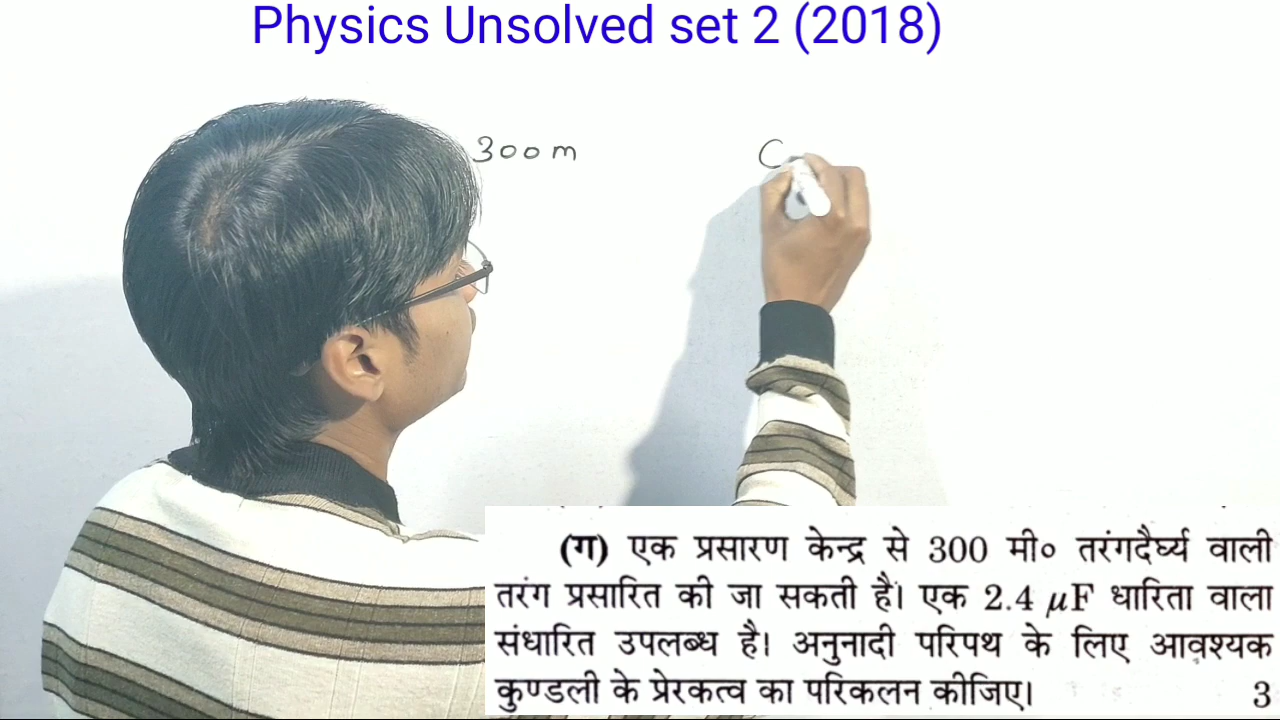 Physics Unsolved set 2 (2018)
300 m
C
(ग) एक प्रसारण केन्द्र से 300 मी० तरंगदैर्घ्य वाली
तरंग प्रसारित की जा सकती है। एक 2.4 μF धारिता वाला
संधारित उपलब्ध है। अनुनादी परिपथ के लिए आवश्यक
कुण्डली के प्रेरकत्व का परिकलन कीजिए। 3